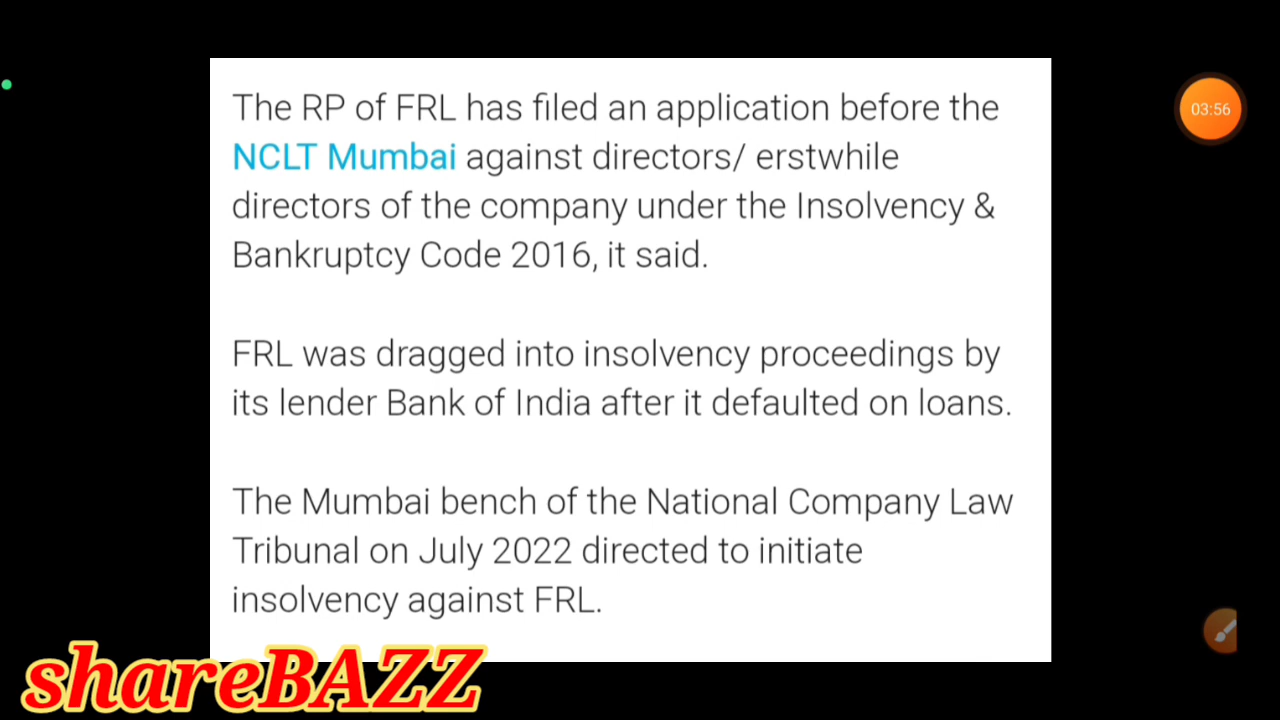 The RP of FRL has filed an application before the
NCLT Mumbai against directors/ erstwhile
directors of the company under the Insolvency &
Bankruptcy Code 2016, it said.
FRL was dragged into insolvency proceedings by
its lender Bank of India after it defaulted on loans.
The Mumbai bench of the National Company Law
Tribunal on July 2022 directed to initiate
insolvency against FRL.
03:56
shareBAZZ